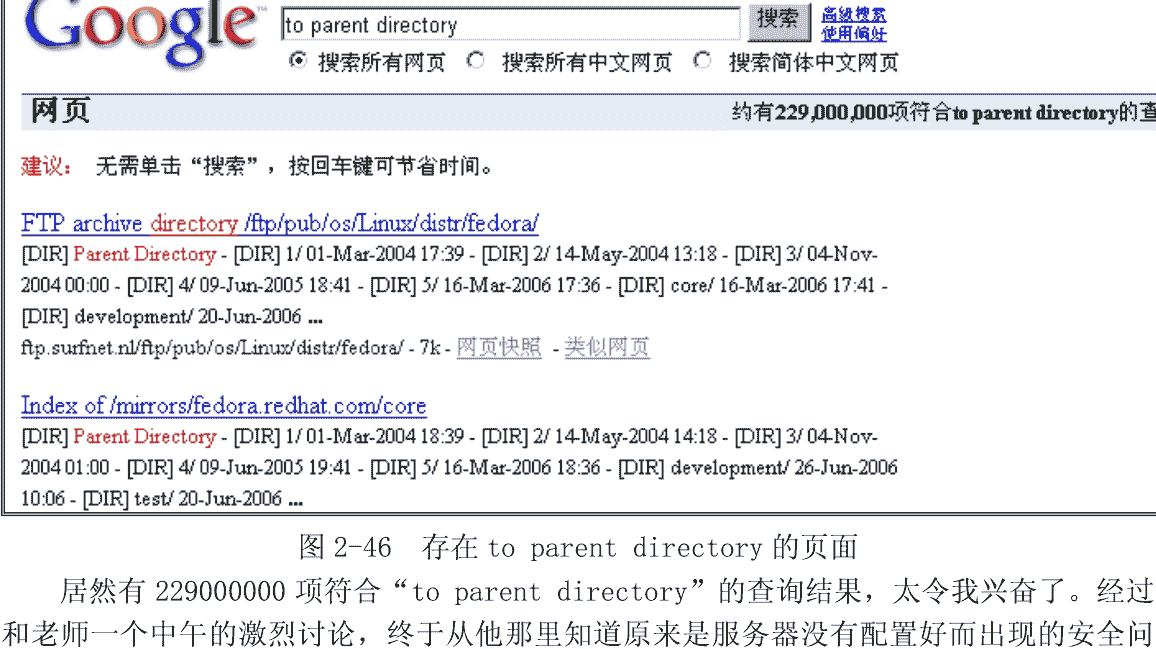 Google™
to parent directory 搜索 高级搜索
使用偏好
搜索所有网页 搜索所有中文网页 搜索简体中文网页
网页 约有229,000,000项符合to parent directory的查
建议: 无需单击“搜索”，按回车键可节省时间。
FTP archive directory /ftp/pub/os/Linux/distr/fedora/
[DIR] Parent Directory - [DIR] 1/ 01-Mar-2004 17:39 - [DIR] 2/ 14-May-2004 13:18 - [DIR] 3/ 04-Nov-
2004 00:00 - [DIR] 4/ 09-Jun-2005 18:41 - [DIR] 5/ 16-Mar-2006 17:36 - [DIR] core/ 16-Mar-2006 17:41 -
[DIR] development/ 20-Jun-2006 ...
ftp.surfnet.nl/ftp/pub/os/Linux/distr/fedora/ - 7k - 网页快照 - 类似网页
Index of /mirrors/fedora.redhat.com/core
[DIR] Parent Directory - [DIR] 1/ 01-Mar-2004 18:39 - [DIR] 2/ 14-May-2004 14:18 - [DIR] 3/ 04-Nov-
2004 01:00 - [DIR] 4/ 09-Jun-2005 19:41 - [DIR] 5/ 16-Mar-2006 18:36 - [DIR] development/ 26-Jun-2006
10:06 - [DIR] test/ 20-Jun-2006 ...
图 2-46 存在 to parent directory 的页面
居然有 229000000 项符合“to parent directory”的查询结果，太令我兴奋了。经过
和老师一个中午的激烈讨论，终于从他那里知道原来是服务器没有配置好而出现的安全问